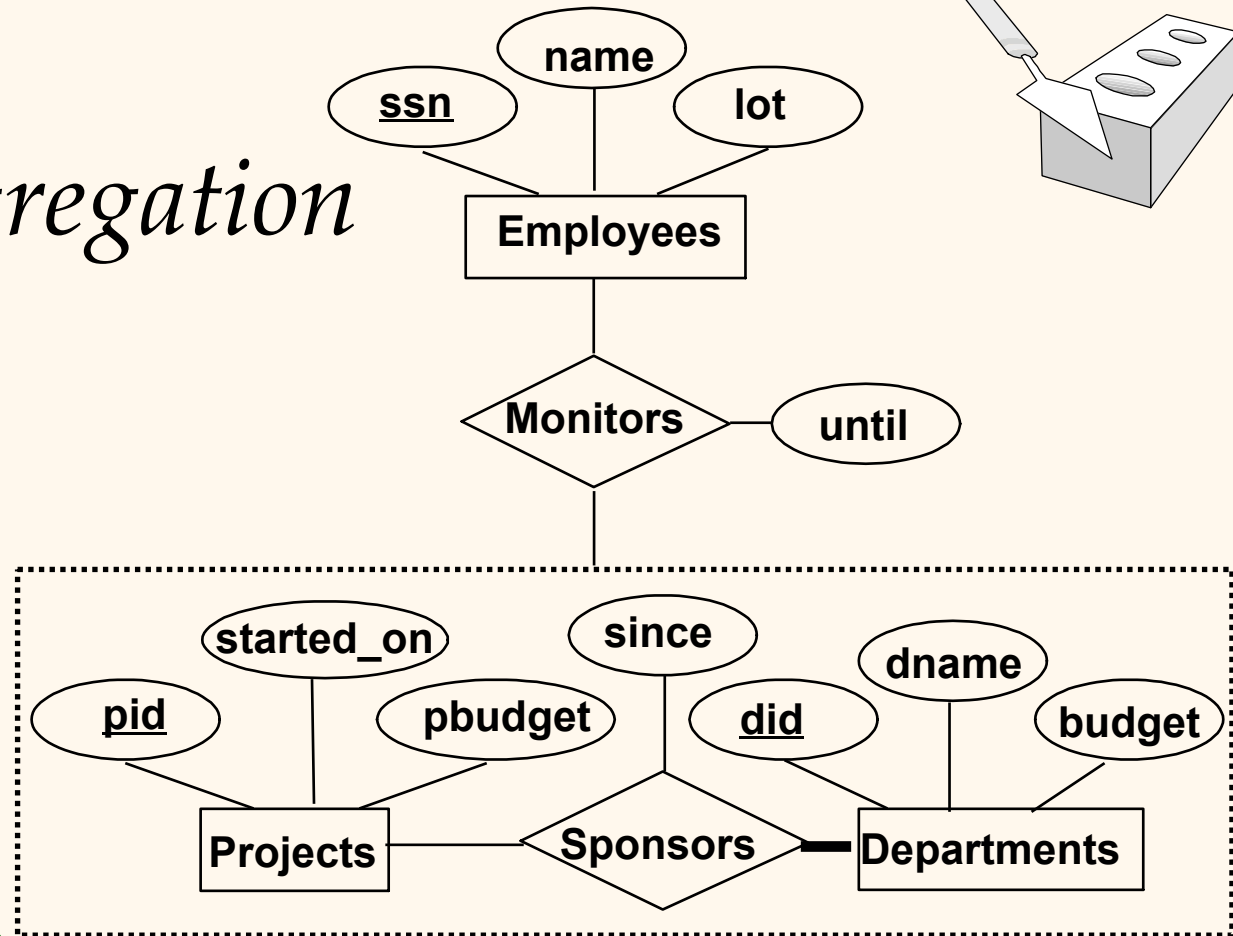 name
ssn
lot
regation
Employees
Monitors
until
started_on
since
dname
pid
pbudget
did
budget
Projects
Sponsors
Departments